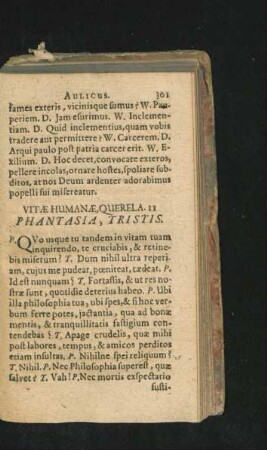 AULICUS. 301
fames exteris, vicinisque sumus? W. Pau-
periem. D. Jam esurimus. W. Inclemen-
tiam. D. Quid inclementius, quam vobis
tradere aut permittere? W. Carcerem. D.
Atqui paulo post patria carcer erit. W. E-
xilium. D. Hoc decet, convocate exteros,
pellere incolas, ornare hostes, spoliare sub-
ditos, at nos Deum ardenter adorabimus
popelli sui misereatur.
VITÆ HUMANÆ, QUERELA. 11
PHANTASIA, TRISTIS.
P. QVo usque tu tandem in vitam tuam
inquirendo, te cruciabis, & retine-
bis miserum? T. Dum nihil ultra reperi-
am, cujus me pudear, pœniteat, tædeat. P.
Id est nunquam? T. Fortassis, & ut res no-
stræ sunt, quotidie deterius habeo. P. Ubi
illa philosophia tua, ubi spes, & si hoc ver-
bum ferre potes, jactantia, qua ad bonæ
mentis, & tranquillitatis fastigium con-
tendebas? T. Apage crudelis, quæ mihi
post labores, tempus, & amicos perditos
etiam insultas. P. Nihilne spei reliquum?
T. Nihil. P. Nec Philosophia superest, quæ
salvet? T. Vah! P. Nec mortis exspectatio
susti-